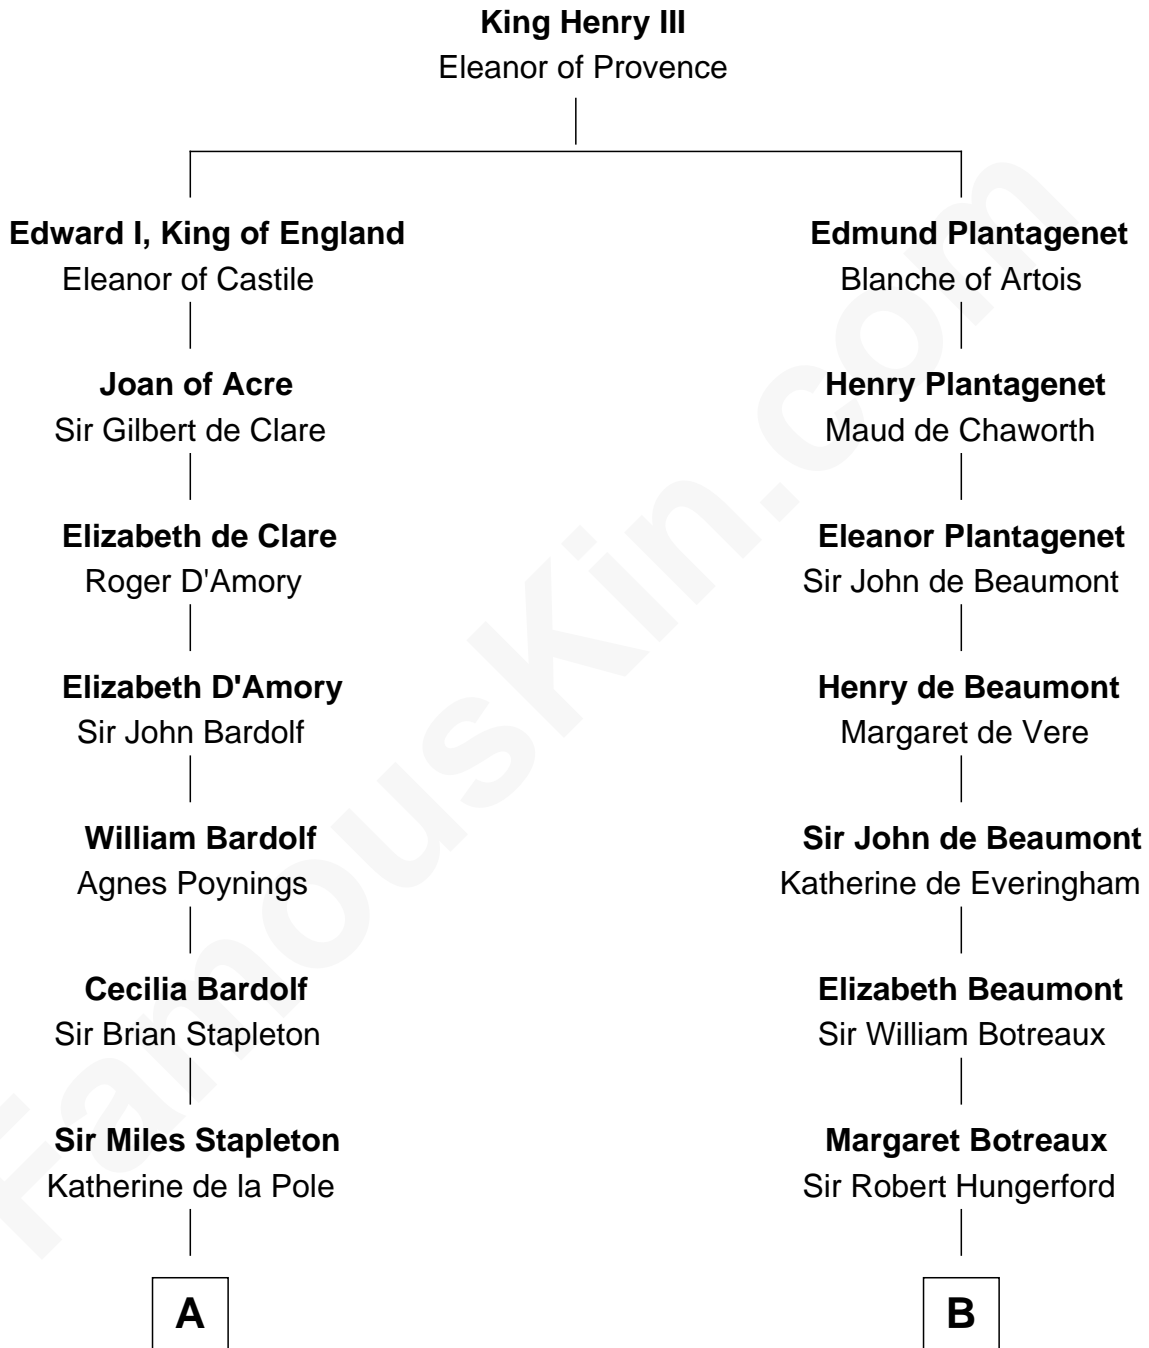 King Henry III
Eleanor of Provence
Edward I, King of England
Eleanor of Castile
Joan of Acre
Sir Gilbert de Clare
Elizabeth de Clare
Roger D'Amory
Elizabeth D'Amory
Sir John Bardolf
William Bardolf
Agnes Poynings
Cecilia Bardolf
Sir Brian Stapleton
Sir Miles Stapleton
Katherine de la Pole
A
Edmund Plantagenet
Blanche of Artois
Henry Plantagenet
Maud de Chaworth
Eleanor Plantagenet
Sir John de Beaumont
Henry de Beaumont
Margaret de Vere
Sir John de Beaumont
Katherine de Everingham
Elizabeth Beaumont
Sir William Botreaux
Margaret Botreaux
Sir Robert Hungerford
B
FamousKin.com